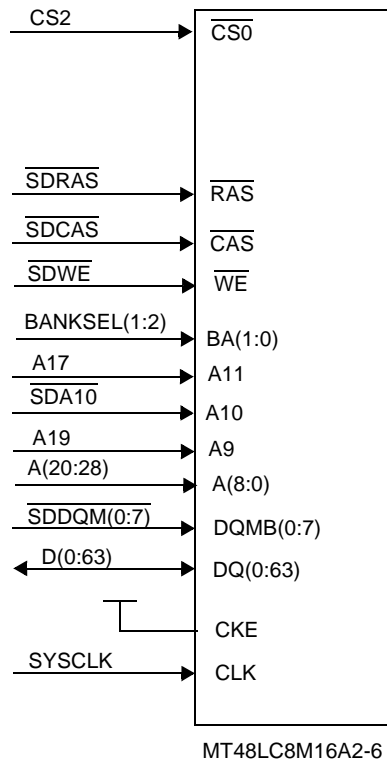 CS2
CS0
SDRAS
RAS
SDCAS
CAS
SDWE
WE
BANKSEL(1:2)
BA(1:0)
A17
A11
SDA10
A10
A19
A9
A(20:28)
A(8:0)
SDDQM(0:7)
DQMB(0:7)
D(0:63)
DQ(0:63)
CKE
SYSCLK
CLK
MT48LC8M16A2-6